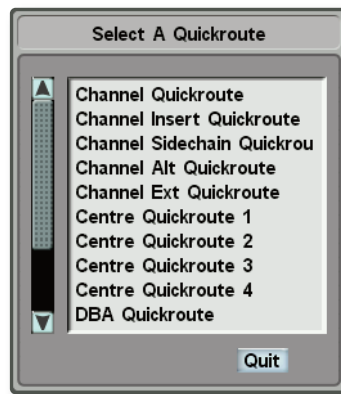 Select A Quickroute
Channel Quickroute
Channel Insert Quickroute
Channel Sidechain Quickrou
Channel Alt Quickroute
Channel Ext Quickroute
Centre Quickroute 1
Centre Quickroute 2
Centre Quickroute 3
Centre Quickroute 4
DBA Quickroute
Quit